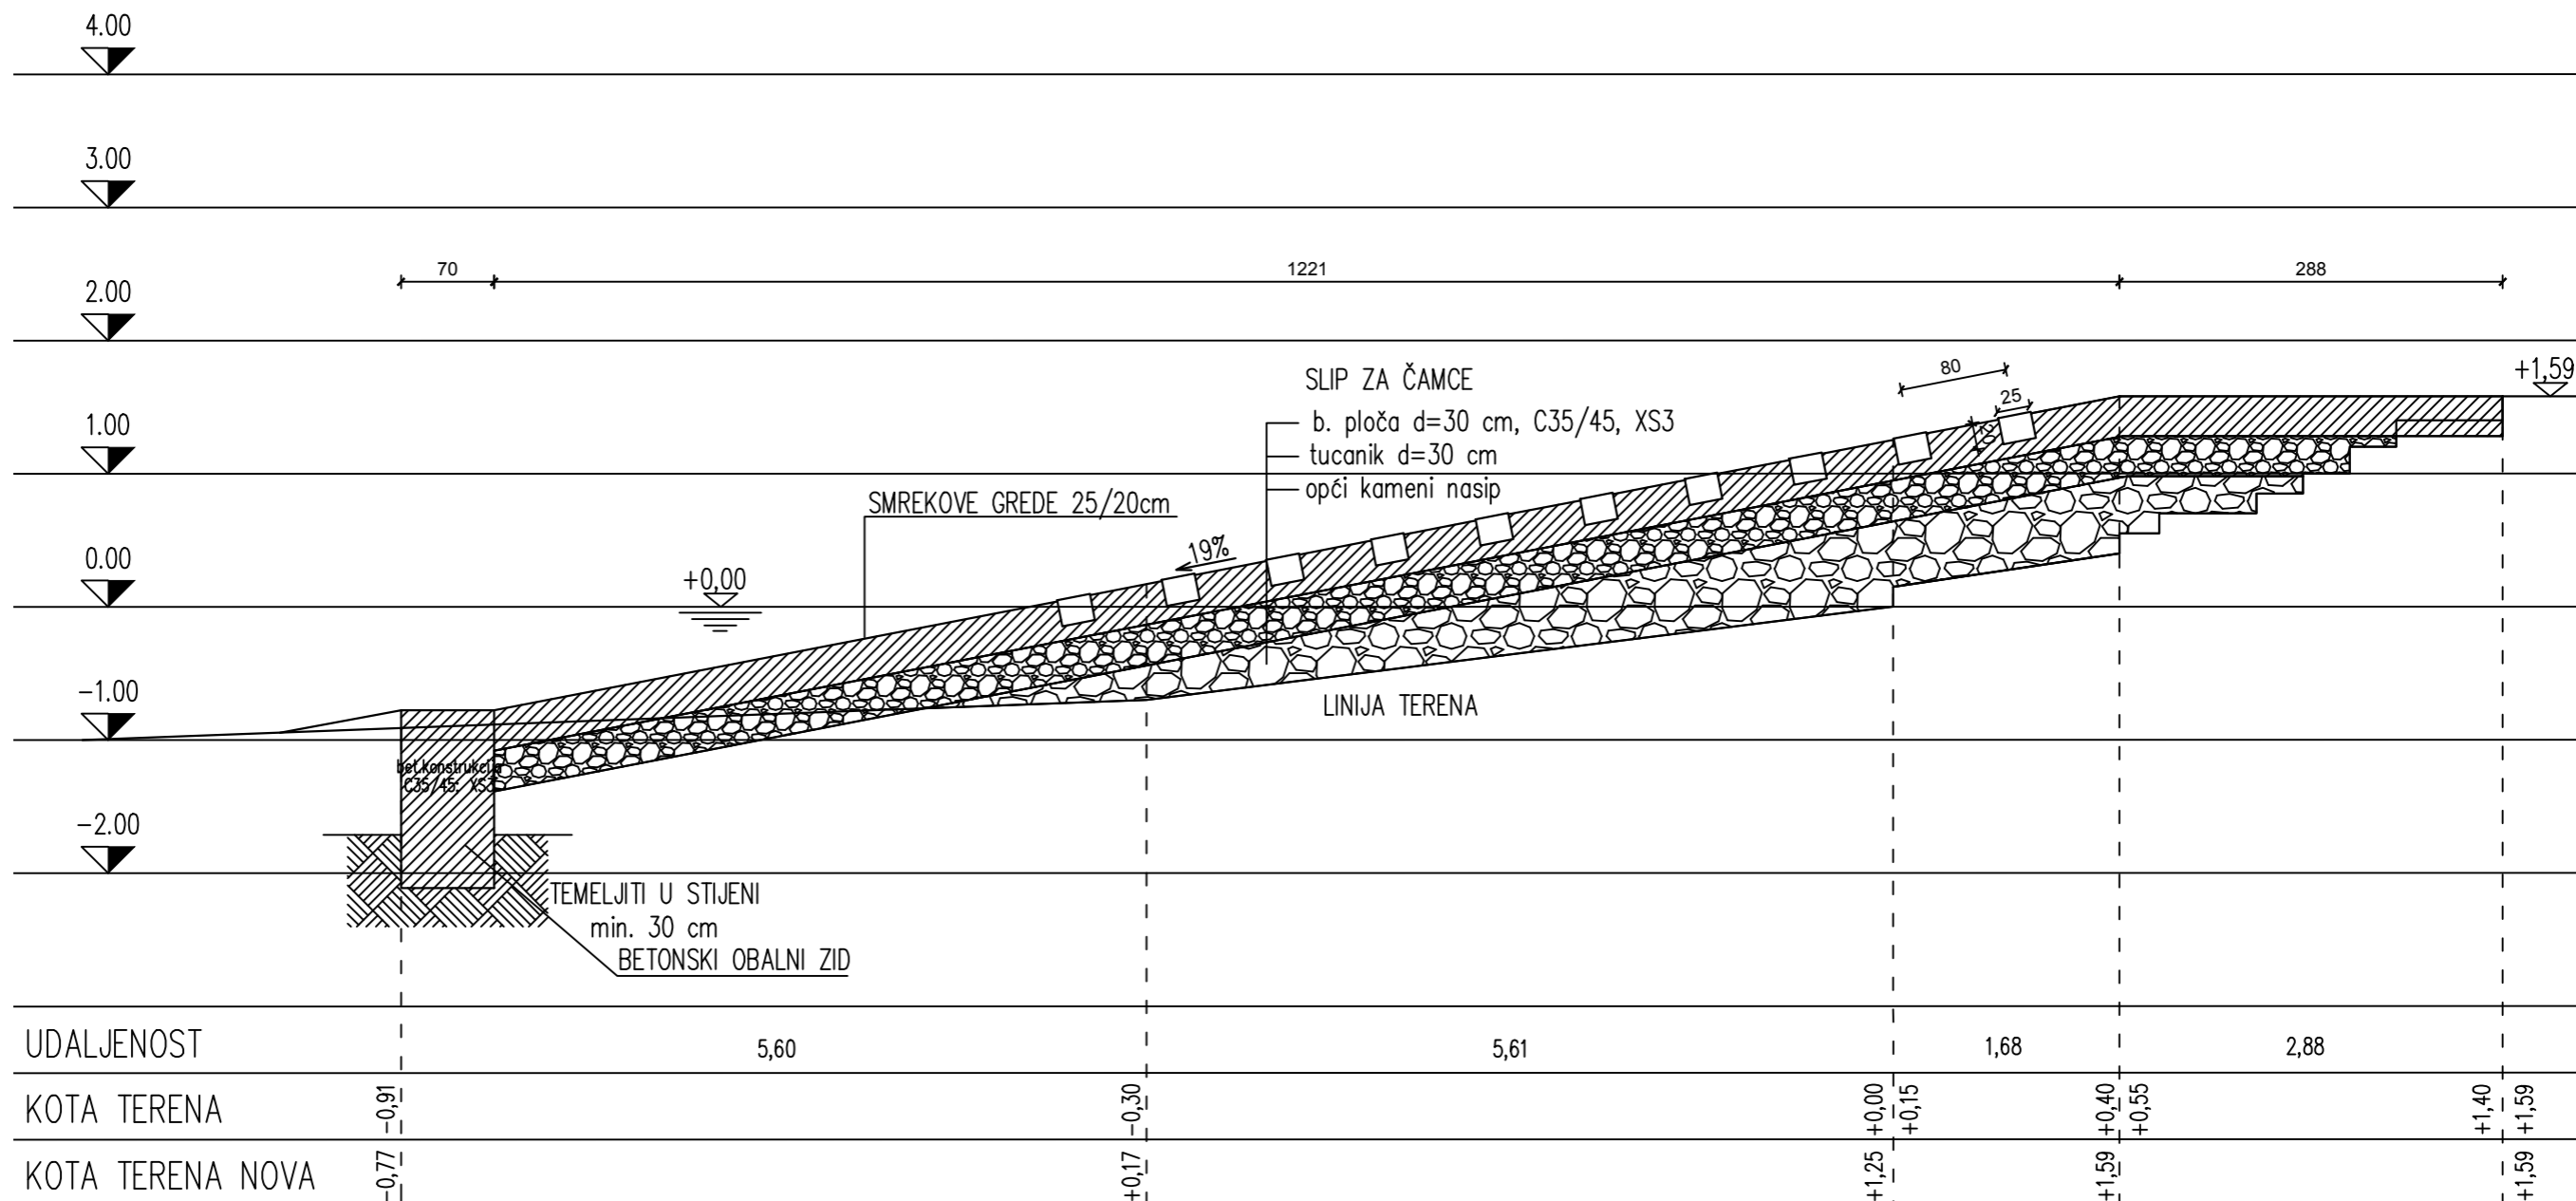 4.00
3.00
70 1221 288
2.00
80
+1,59
SLIP ZA ČAMCE
25
1.00
b. ploča d=30 cm, C35/45, XS3
20
tucanik d=30 cm
opći kameni nasip
SMREKOVE GREDE 25/20cm
19%
0.00
+0,00
-1.00
LINIJA TERENA
bet.konstrukcija
C35/45; XS3
-2.00
TEMELJITI U STIJENI
min. 30 cm
BETONSKI OBALNI ZID
UDALJENOST 5,60 5,61 1,68 2,88
KOTA TERENA -0,91 -0,30 +0,00 +0,15 +0,40 +0,55 +1,40 +1,59
KOTA TERENA NOVA -0,77 +0,17 +1,25 +1,59 +1,59